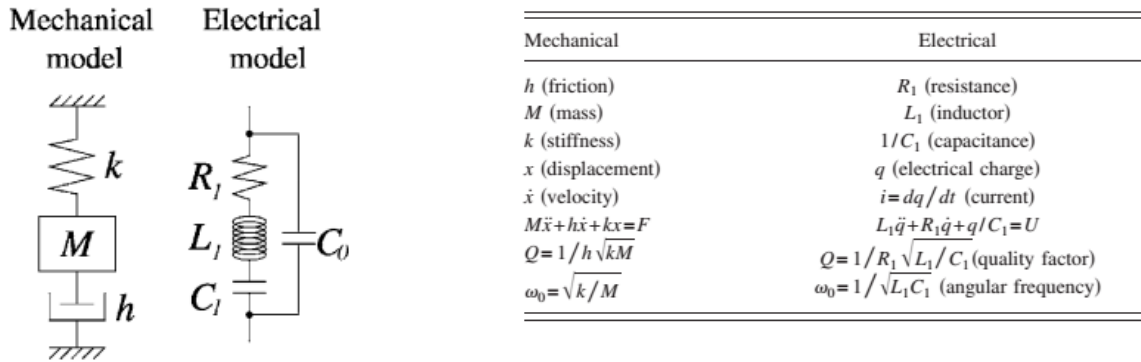 Mechanical model
Electrical model
k
M
h
R₁
L₁
C₁
C₀
Mechanical Electrical
h (friction) R₁ (resistance)
M (mass) L₁ (inductor)
k (stiffness) 1/C₁ (capacitance)
x (displacement) q (electrical charge)
ẋ (velocity) i=dq/dt (current)
Mẍ+hẋ+kx=F L₁q̈+R₁q̇+q/C₁=U
Q=1/h√kM Q=1/R₁√L₁/C₁(quality factor)
ω₀=√k/M ω₀=1/√L₁C₁ (angular frequency)